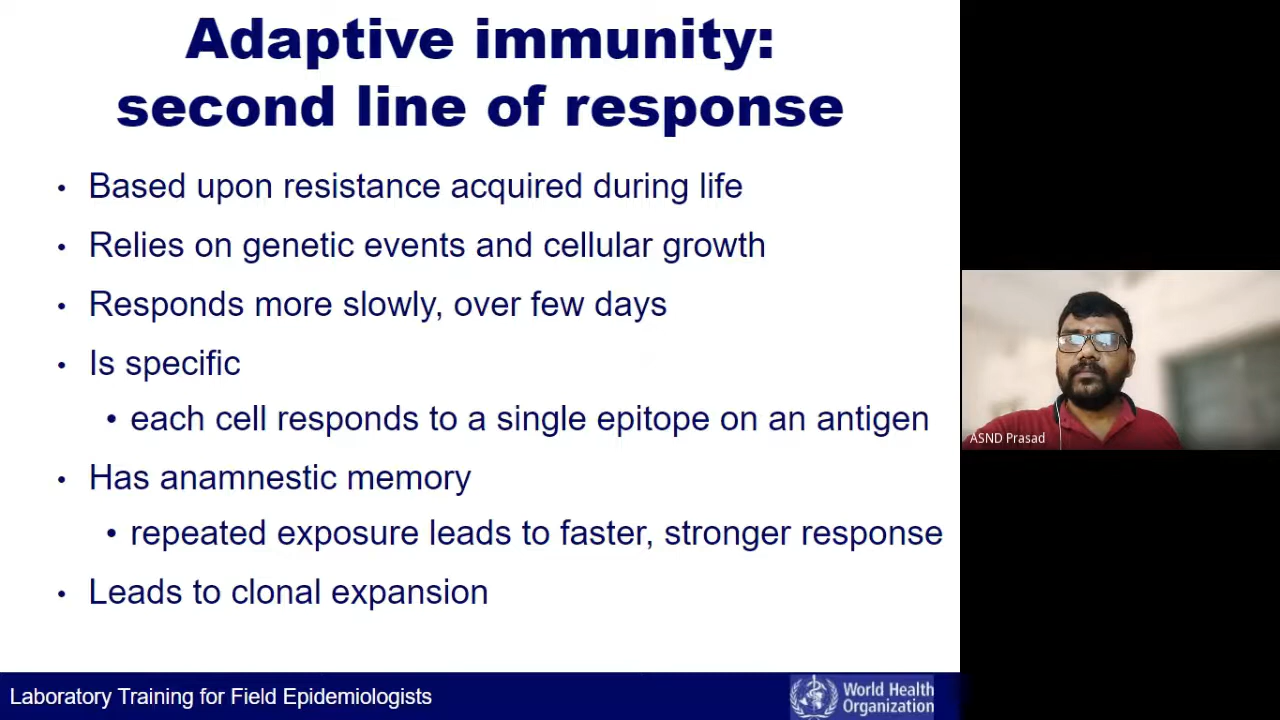 Adaptive immunity:
second line of response
• Based upon resistance acquired during life
• Relies on genetic events and cellular growth
• Responds more slowly, over few days
• Is specific
• each cell responds to a single epitope on an antigen
• Has anamnestic memory
• repeated exposure leads to faster, stronger response
• Leads to clonal expansion
ASND Prasad
Laboratory Training for Field Epidemiologists
World Health
Organization